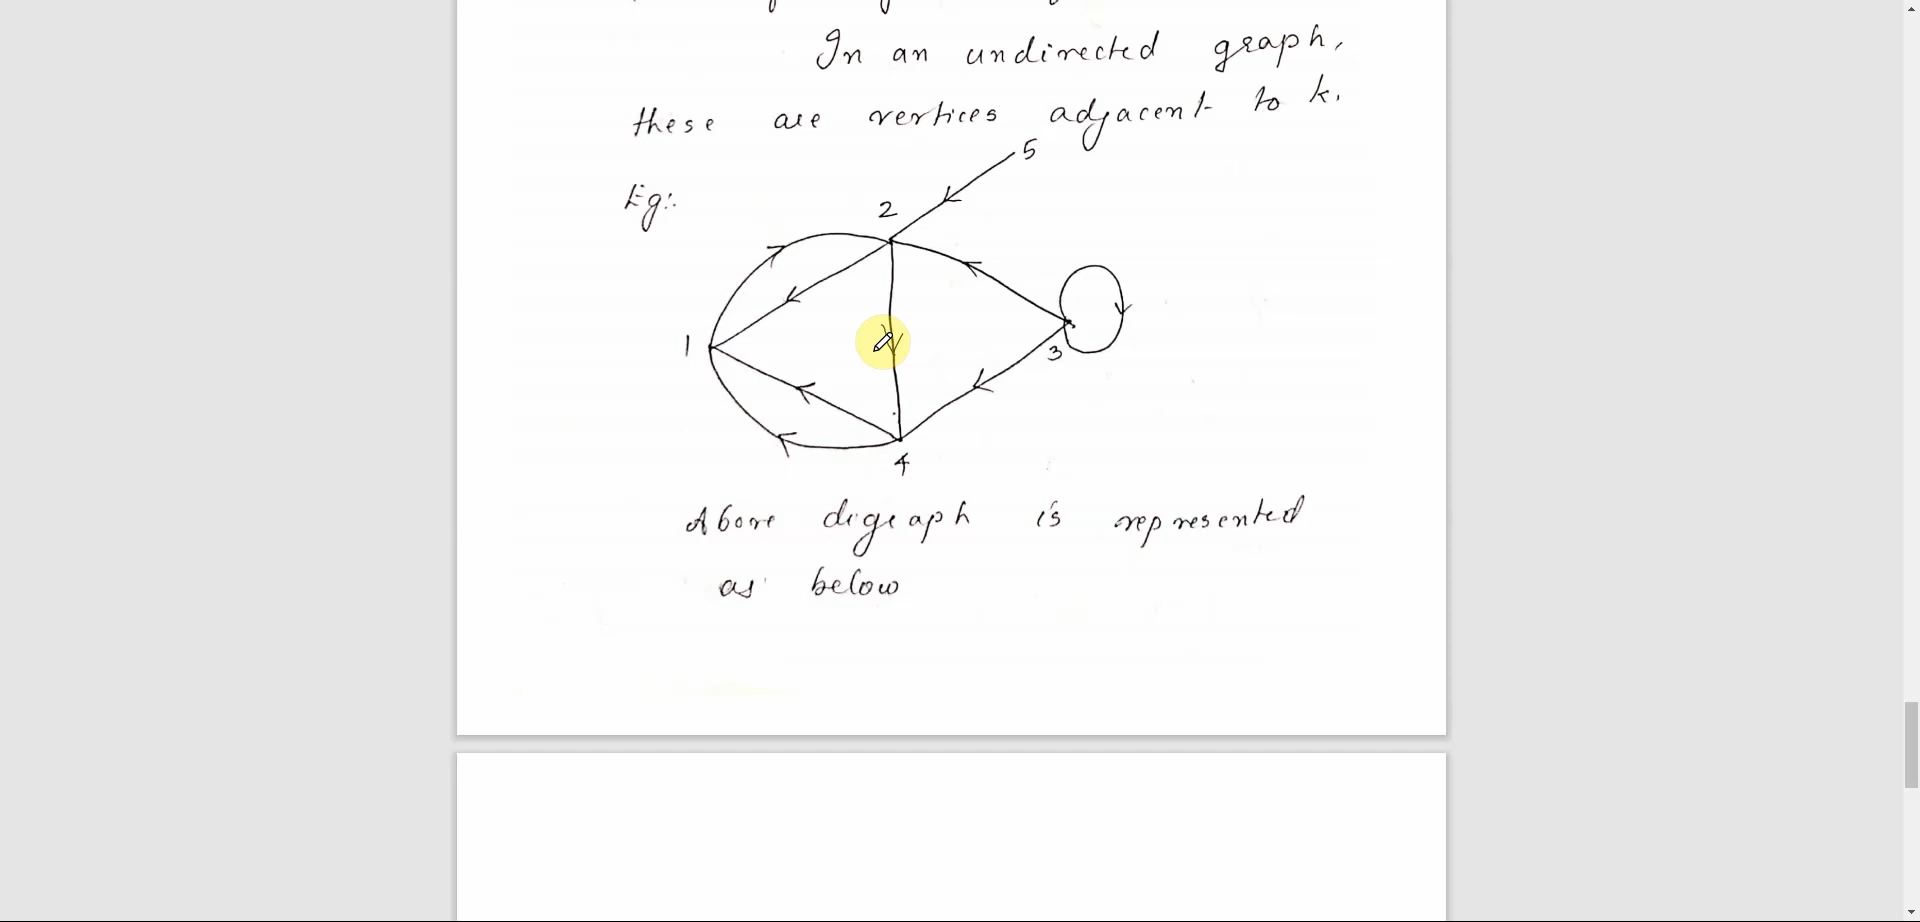 In an undirected graph,
these are vertices adjacent to k.
5
Eg:
2
1
3
4
Above digraph is represented
as below